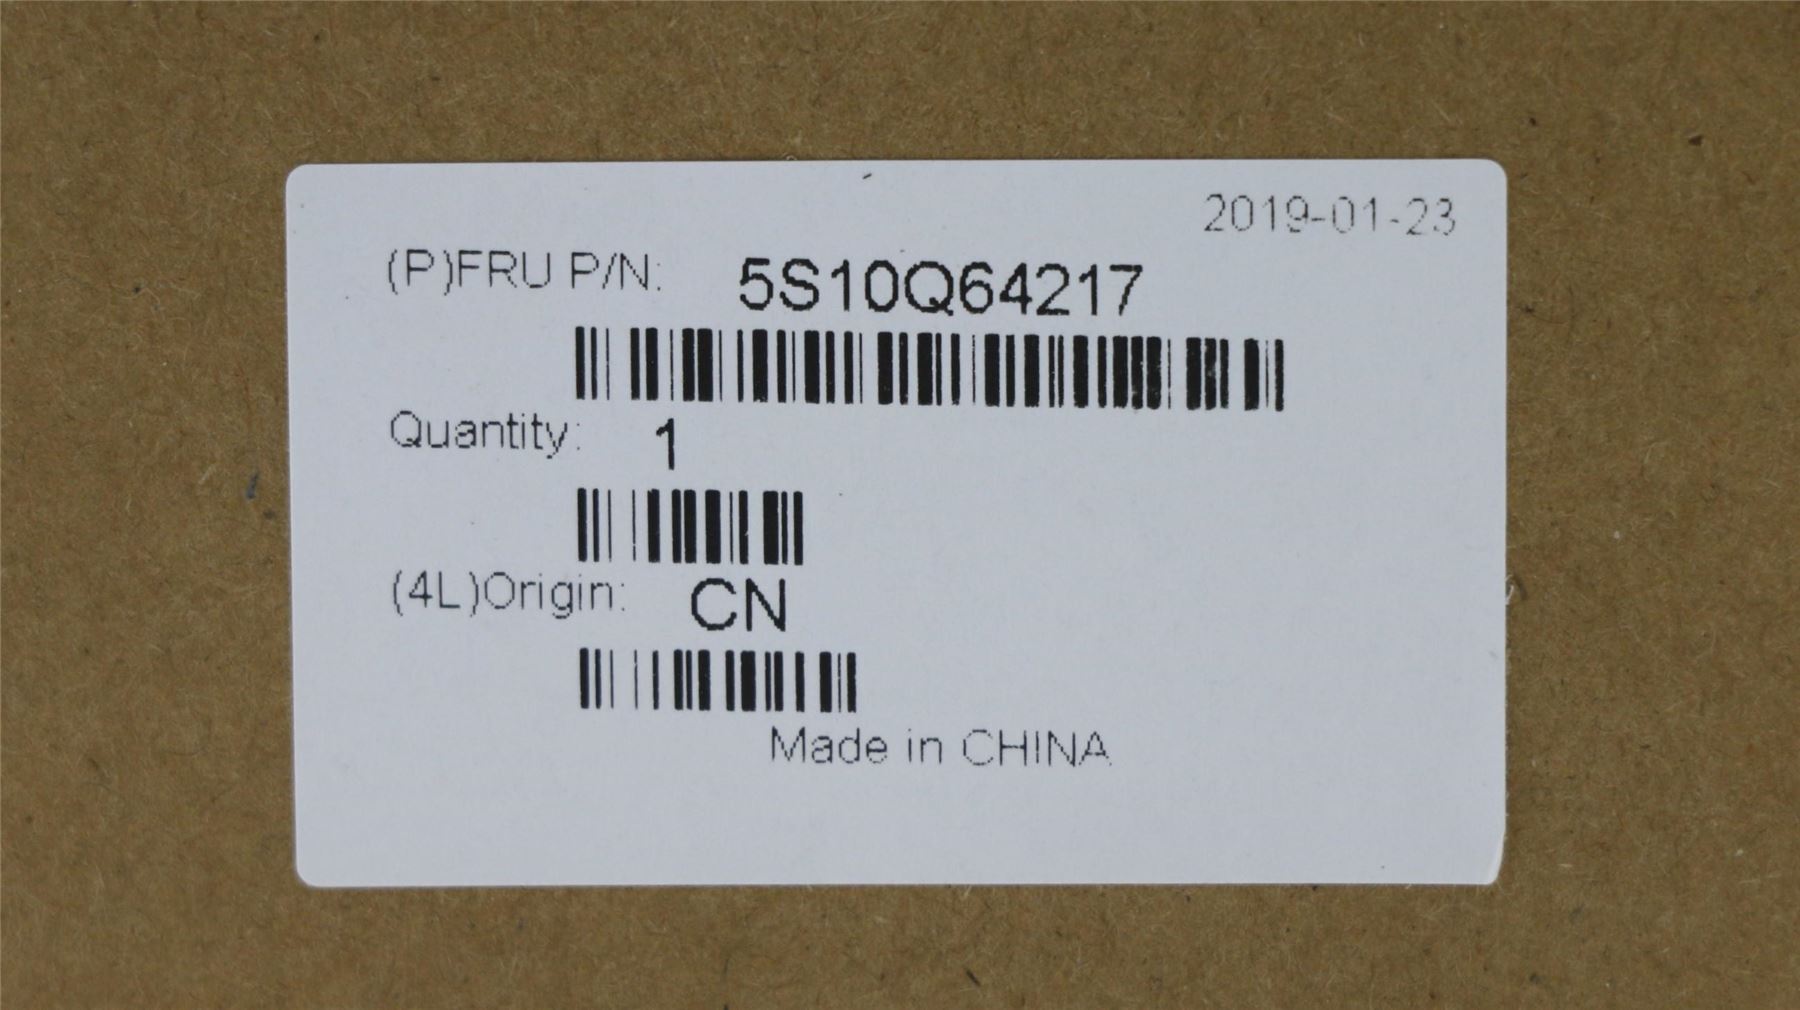 2019-01-23
(P)FRU P/N: 5S10Q64217
Quantity: 1
(4L)Origin: CN
Made in CHINA